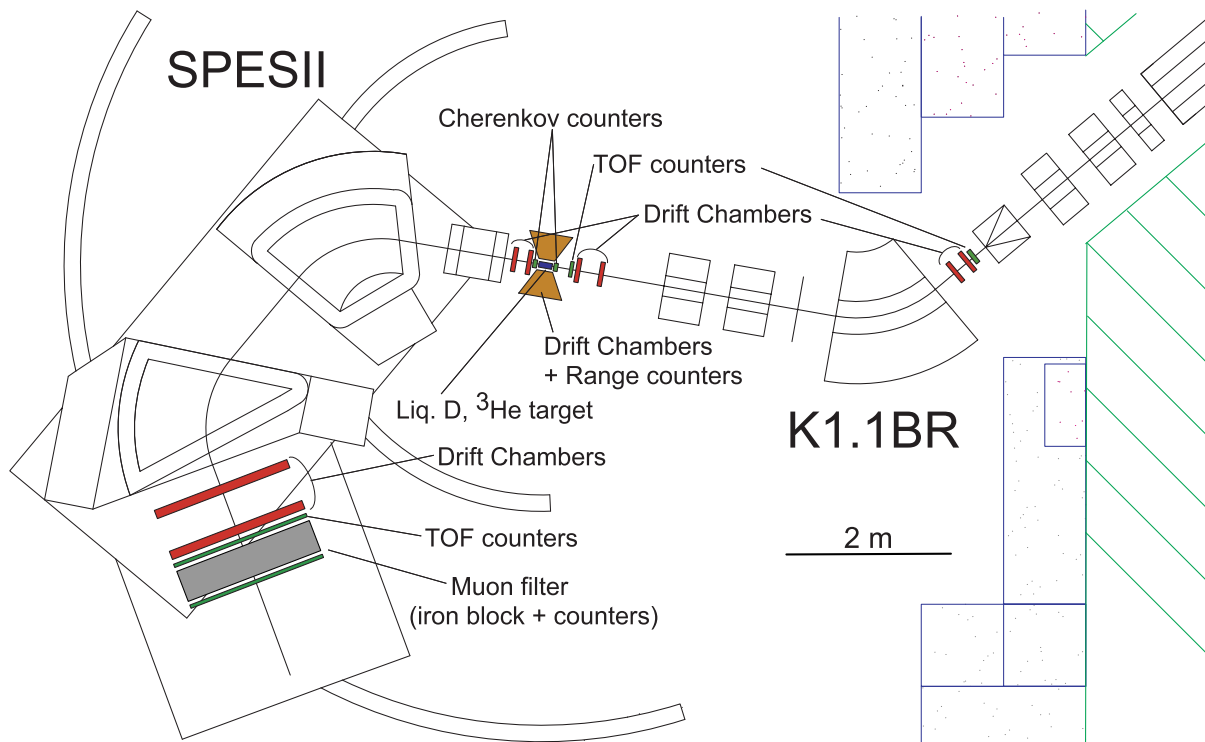 SPESII
Cherenkov counters
TOF counters
Drift Chambers
Drift Chambers
+ Range counters
Liq. D, ³He target
K1.1BR
Drift Chambers
TOF counters
2 m
Muon filter
(iron block + counters)